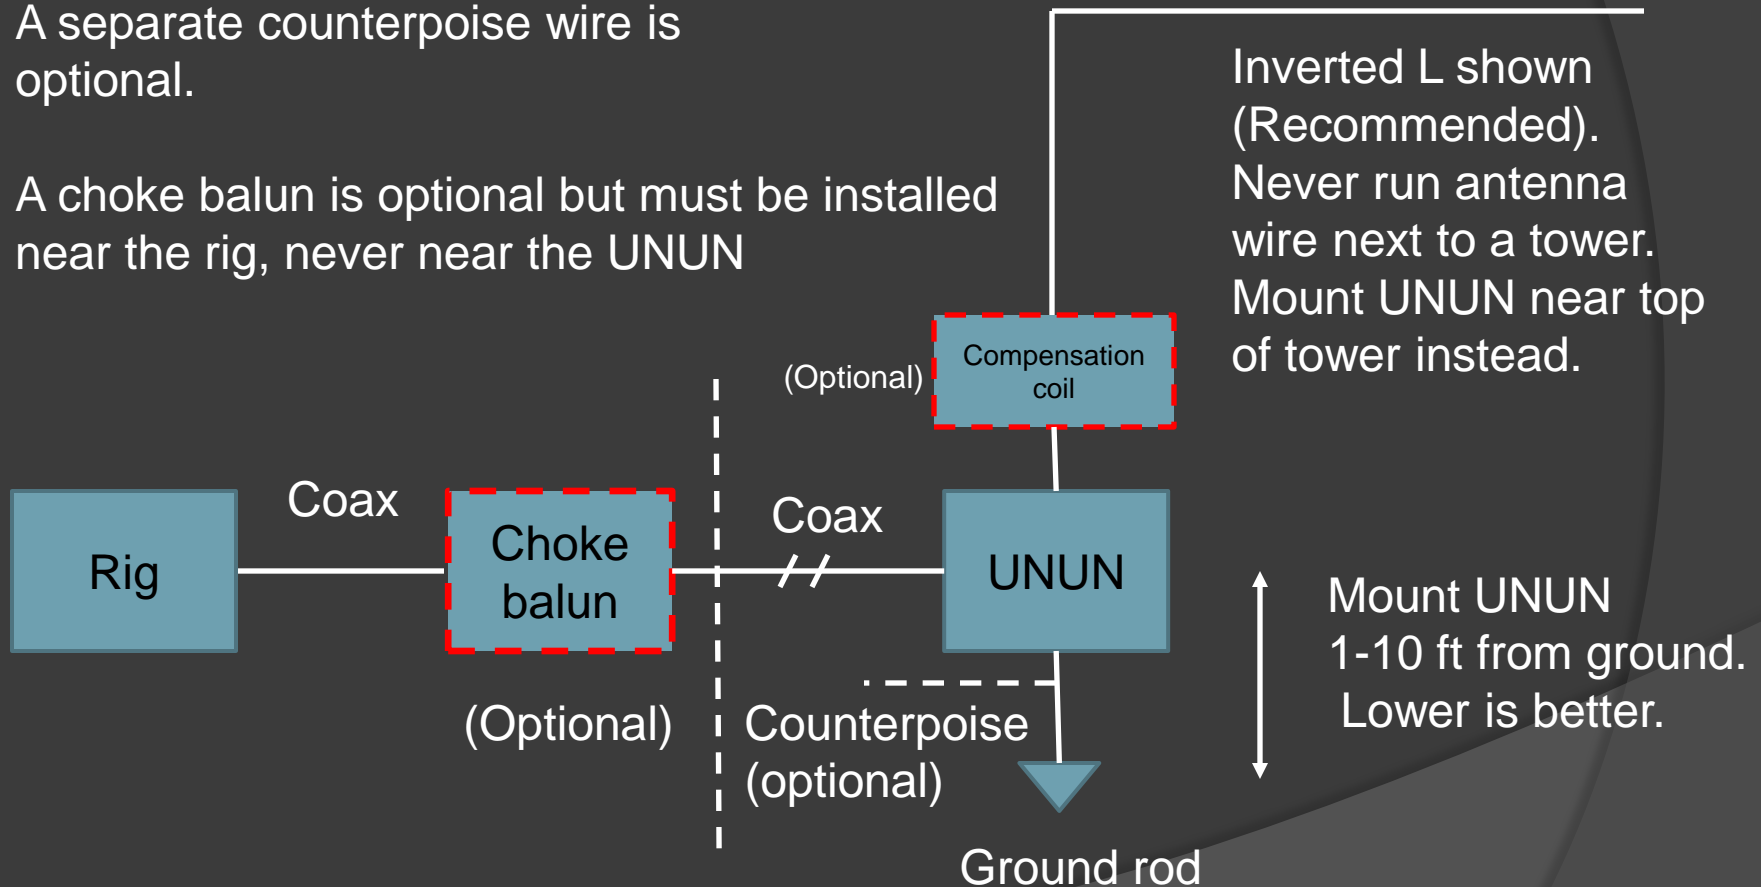 A separate counterpoise wire is
optional.
A choke balun is optional but must be installed
near the rig, never near the UNUN
Inverted L shown
(Recommended).
Never run antenna
wire next to a tower.
Mount UNUN near top
of tower instead.
(Optional)
Compensation
coil
Rig
Coax
Choke
balun
(Optional)
Coax
UNUN
Counterpoise
(optional)
Ground rod
Mount UNUN
1-10 ft from ground.
Lower is better.